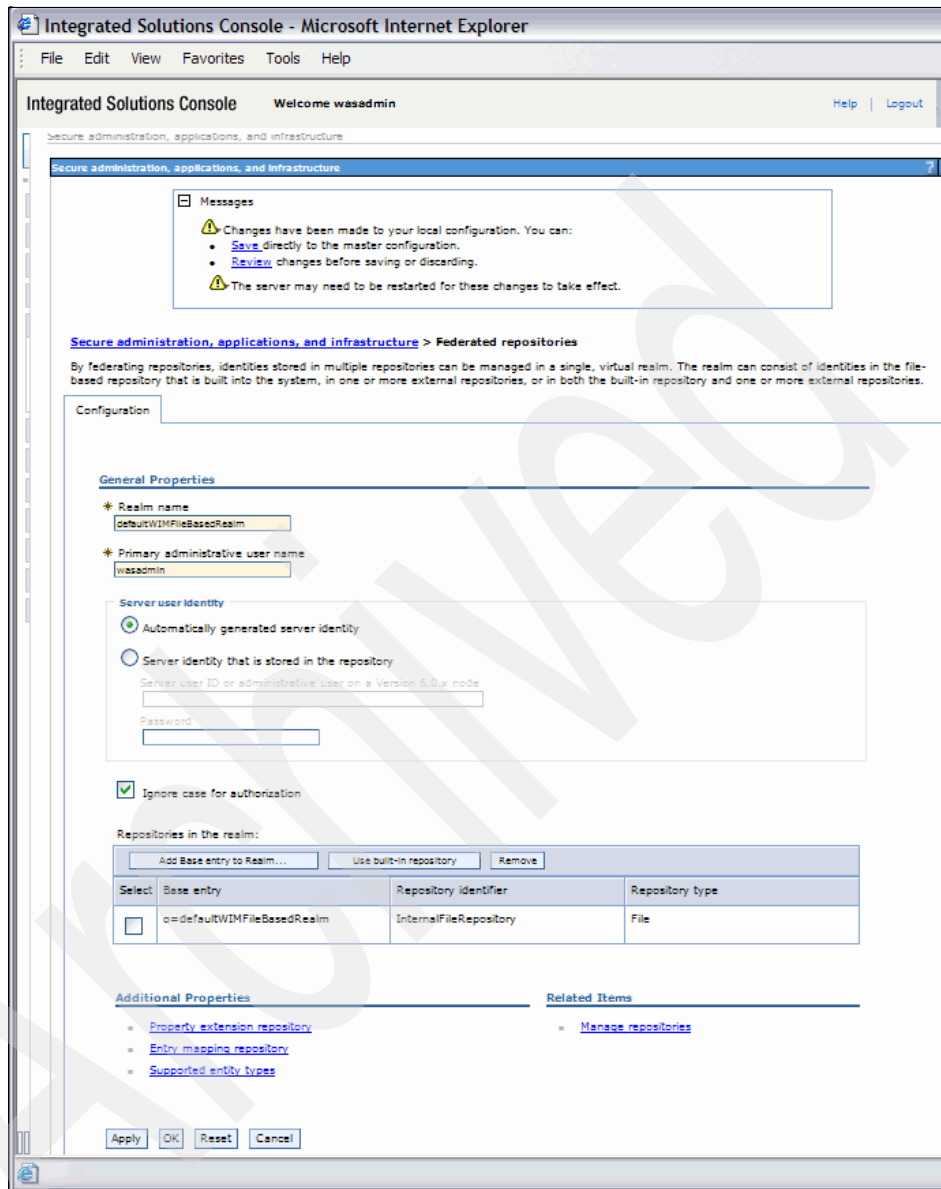 Integrated Solutions Console - Microsoft Internet Explorer
File Edit View Favorites Tools Help
Integrated Solutions Console Welcome wasadmin Help | Logout
Secure administration, applications, and infrastructure
Secure administration, applications, and infrastructure ?
Messages
Changes have been made to your local configuration. You can:
Save directly to the master configuration.
Review changes before saving or discarding.
The server may need to be restarted for these changes to take effect.
Secure administration, applications, and infrastructure > Federated repositories
By federating repositories, identities stored in multiple repositories can be managed in a single, virtual realm. The realm can consist of identities in the file-
based repository that is built into the system, in one or more external repositories, or in both the built-in repository and one or more external repositories.
Configuration
General Properties
* Realm name
defaultWIMFileBasedRealm
* Primary administrative user name
wasadmin
Server user identity
Automatically generated server identity
Server identity that is stored in the repository
Server user ID or administrative user on a Version 6.0.x node
Password
Ignore case for authorization
Repositories in the realm:
Add Base entry to Realm... Use built-in repository Remove
Select Base entry Repository identifier Repository type
o=defaultWIMFileBasedRealm InternalFileRepository File
Additional Properties Related Items
Property extension repository Manage repositories
Entry mapping repository
Supported entity types
Apply OK Reset Cancel
Archived